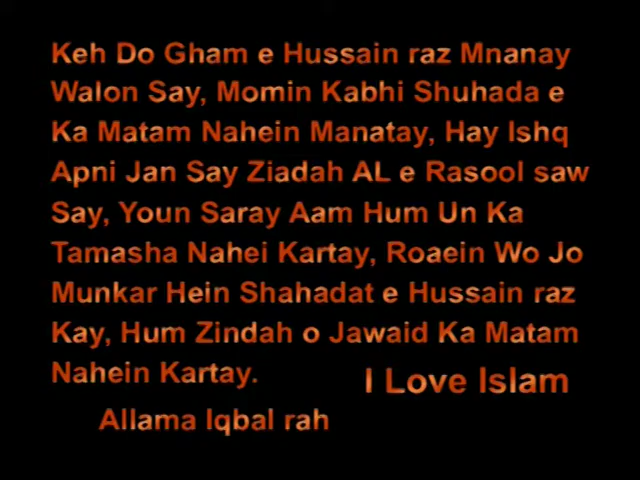 Keh Do Gham e Hussain raz Mnanay
Walon Say, Momin Kabhi Shuhada e
Ka Matam Nahein Manatay, Hay Ishq
Apni Jan Say Ziadah AL e Rasool saw
Say, Youn Saray Aam Hum Un Ka
Tamasha Nahei Kartay, Roaein Wo Jo
Munkar Hein Shahadat e Hussain raz
Kay, Hum Zindah o Jawaid Ka Matam
Nahein Kartay.
I Love Islam
Allama Iqbal rah